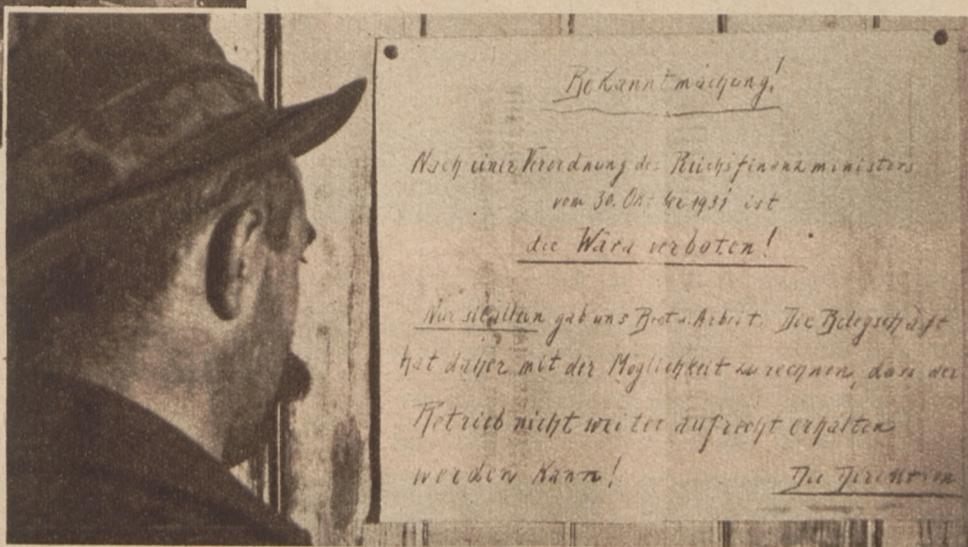 Bekanntmachung!
Nach einer Verordnung des Reichsfinanzministers
vom 30. Oktober 1931 ist
die Wära verboten!
Nur sie allein gab uns Brot u. Arbeit. Die Belegschaft
hat daher mit der Möglichkeit zu rechnen, dass der
Betrieb nicht weiter aufrecht erhalten
werden kann!
Die Direktion